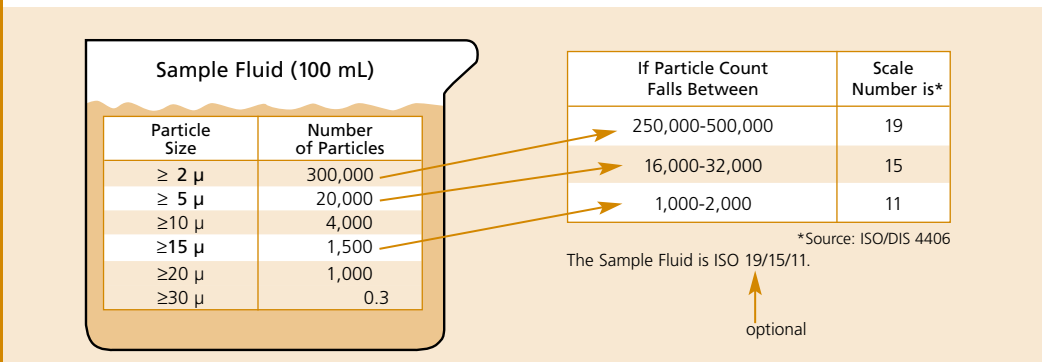 Sample Fluid (100 mL)
Particle Size
Number of Particles
≥ 2 µ 300,000
≥ 5 µ 20,000
≥10 µ 4,000
≥15 µ 1,500
≥20 µ 1,000
≥30 µ 0.3
If Particle Count
Falls Between
Scale
Number is*
250,000-500,000 19
16,000-32,000 15
1,000-2,000 11
*Source: ISO/DIS 4406
The Sample Fluid is ISO 19/15/11.
optional